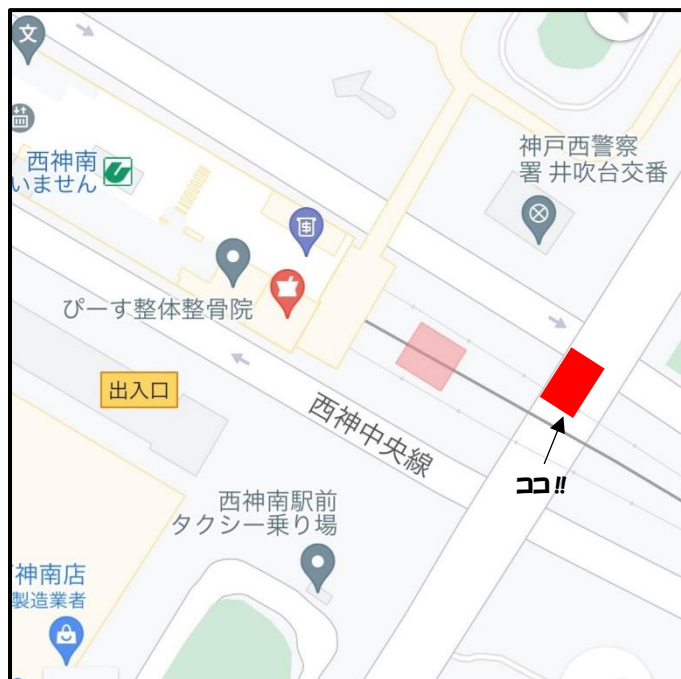 文
神戸西警察
署 井吹台交番
西神南
いません
ぴーす整体整骨院
出入口
西神中央線
ココ!!
西神南駅前
タクシー乗り場
神南店
製造業者